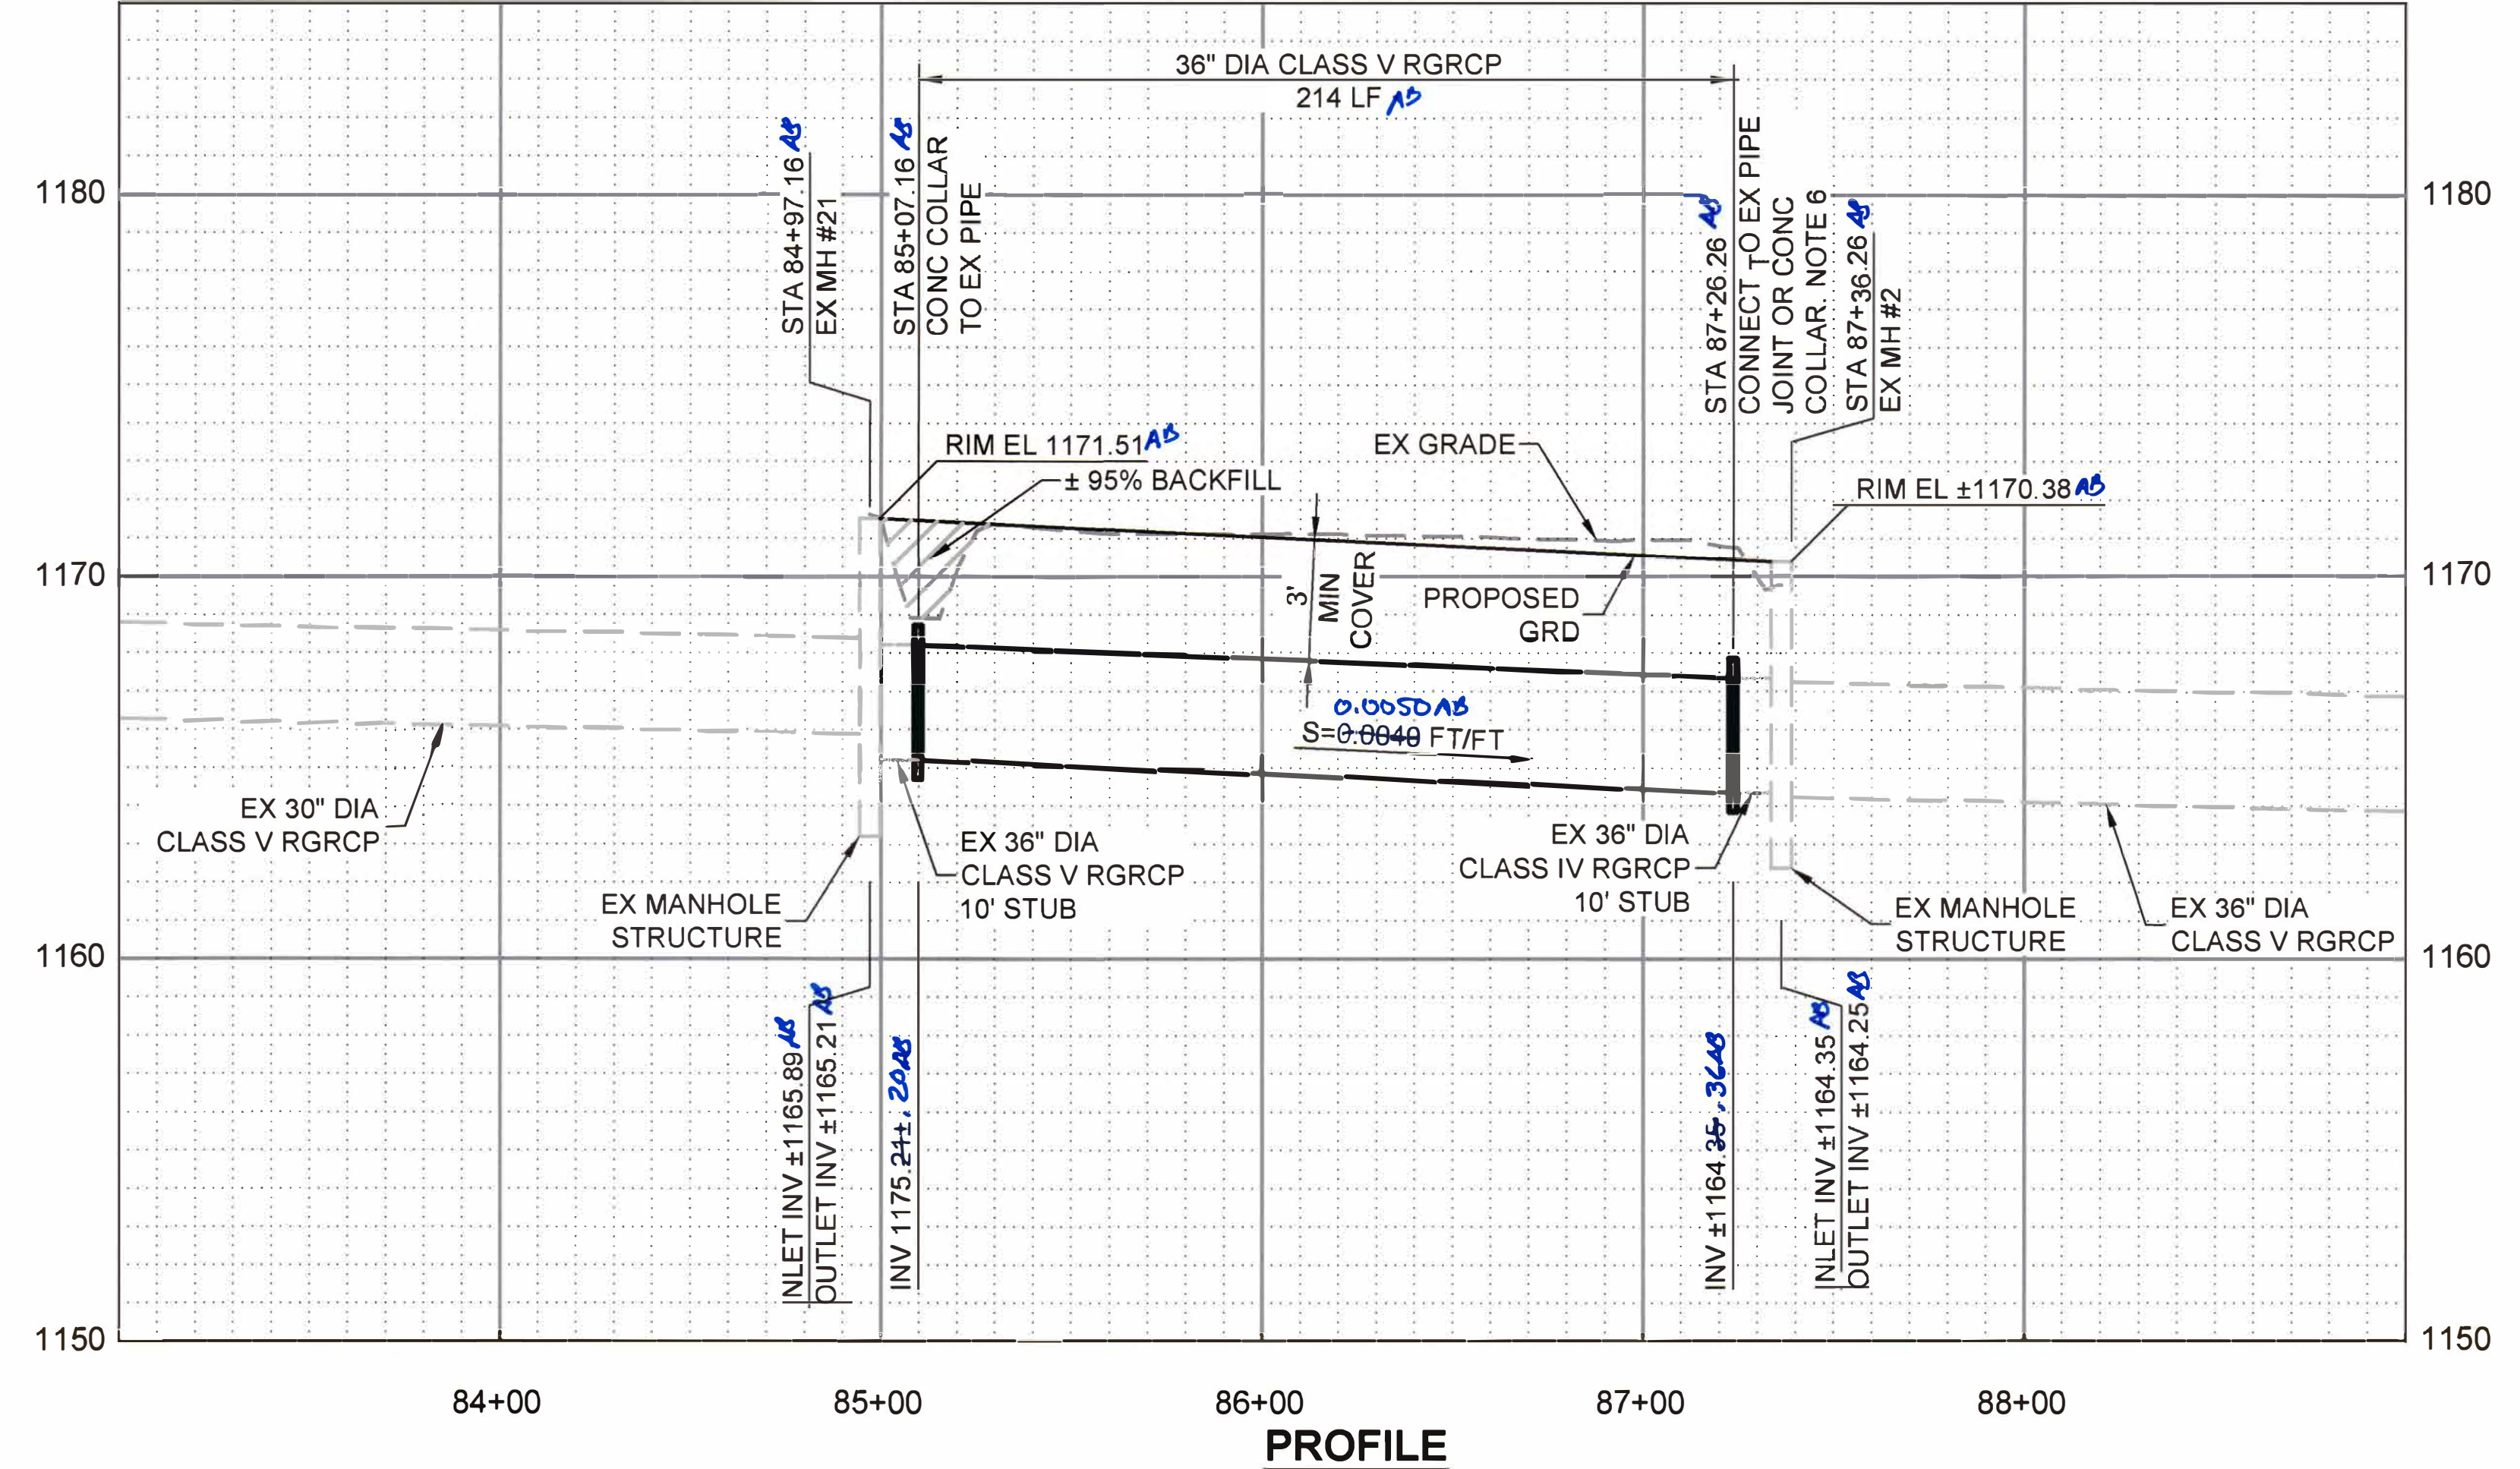 36" DIA CLASS V RGRCP
214 LF AB
STA 84+97.16 AB
EX MH #21
STA 85+07.16 AB
CONC COLLAR
TO EX PIPE
STA 87+26.26 AB
CONNECT TO EX PIPE
JOINT OR CONC
COLLAR. NOTE 6
STA 87+36.26 AB
EX MH #2
1180
1180
RIM EL 1171.51 AB
± 95% BACKFILL
EX GRADE
RIM EL ±1170.38 AB
1170
1170
3'
MIN
COVER
PROPOSED
GRD
0.0050 AB
S=0.0040 FT/FT
EX 30" DIA
CLASS V RGRCP
EX 36" DIA
CLASS V RGRCP
10' STUB
EX 36" DIA
CLASS IV RGRCP
10' STUB
EX MANHOLE
STRUCTURE
EX MANHOLE
STRUCTURE
EX 36" DIA
CLASS V RGRCP
1160
1160
INLET INV ±1165.89 AB
OUTLET INV ±1165.21 AB
INV 1175.21±.20 AB
INV ±1164.35.36 AB
INLET INV ±1164.35 AB
OUTLET INV ±1164.25 AB
1150
1150
84+00
85+00
86+00
87+00
88+00
PROFILE